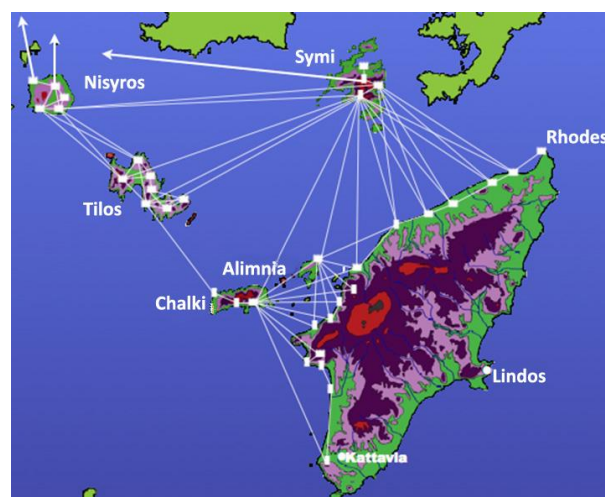 Symi
Nisyros
Rhodes
Tilos
Alimnia
Chalki
Lindos
Kattavia